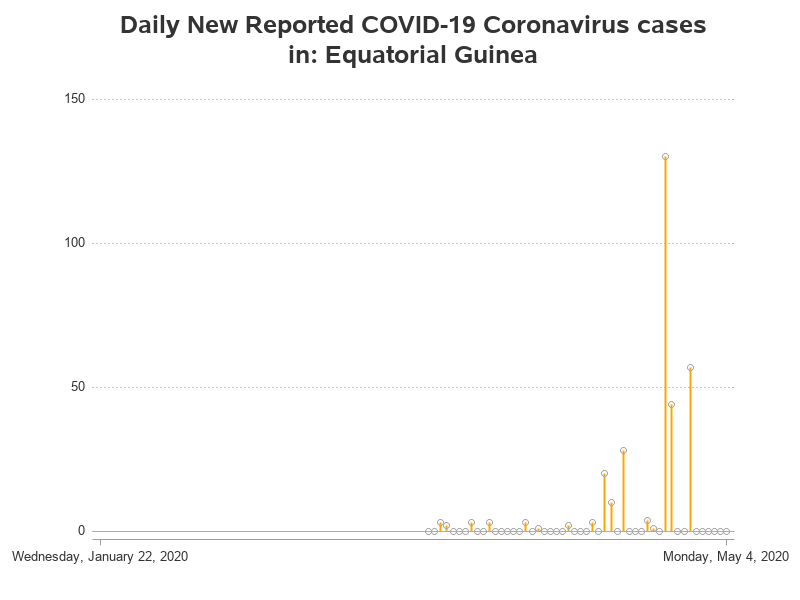 Daily New Reported COVID-19 Coronavirus cases
in: Equatorial Guinea
150
100
50
0
Wednesday, January 22, 2020
Monday, May 4, 2020